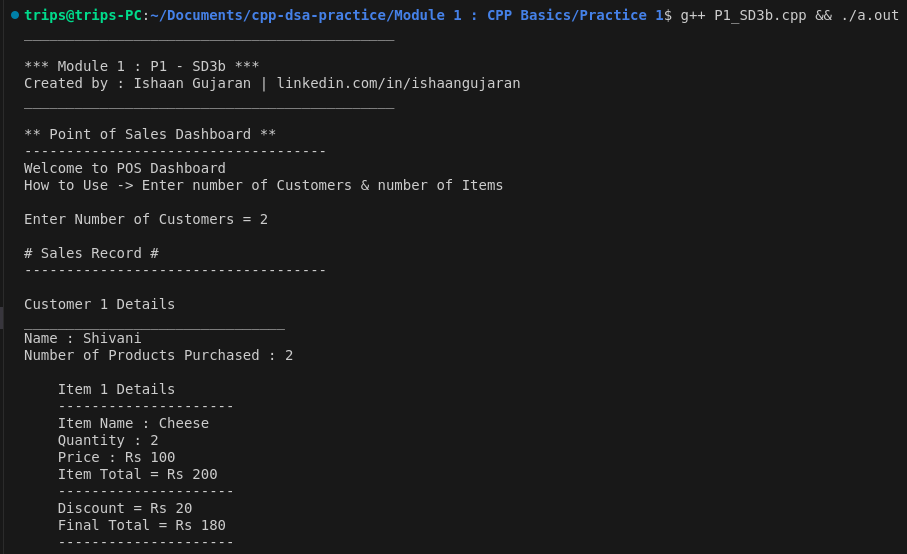 trips@trips-PC:~/Documents/cpp-dsa-practice/Module 1 : CPP Basics/Practice 1$ g++ P1_SD3b.cpp && ./a.out
____________________________________________
*** Module 1 : P1 - SD3b ***
Created by : Ishaan Gujaran | linkedin.com/in/ishaangujaran
____________________________________________
** Point of Sales Dashboard **
------------------------------------
Welcome to POS Dashboard
How to Use -> Enter number of Customers & number of Items
Enter Number of Customers = 2
# Sales Record #
------------------------------------
Customer 1 Details
_______________________________
Name : Shivani
Number of Products Purchased : 2
    Item 1 Details
    ---------------------
    Item Name : Cheese
    Quantity : 2
    Price : Rs 100
    Item Total = Rs 200
    ---------------------
    Discount = Rs 20
    Final Total = Rs 180
    ---------------------